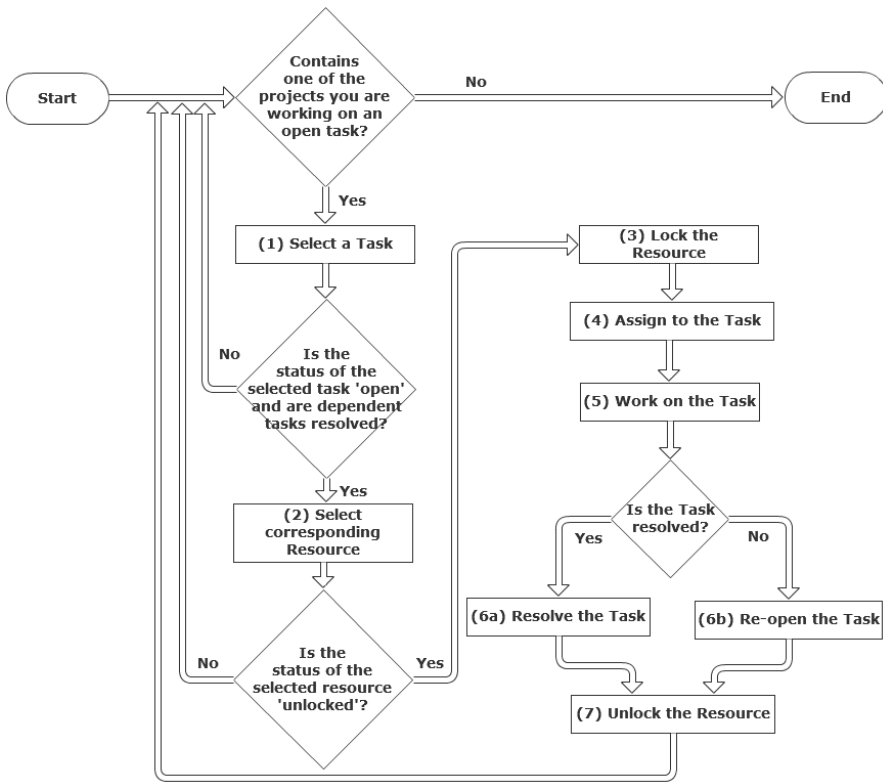 Start
Contains
one of the
projects you are
working on an
open task?
No
End
Yes
(1) Select a Task
No
Is the
status of the
selected task 'open'
and are dependent
tasks resolved?
Yes
(2) Select
corresponding
Resource
No
Is the
status of the
selected resource
'unlocked'?
Yes
(3) Lock the
Resource
(4) Assign to the Task
(5) Work on the Task
Is the Task
resolved?
Yes
No
(6a) Resolve the Task
(6b) Re-open the Task
(7) Unlock the Resource